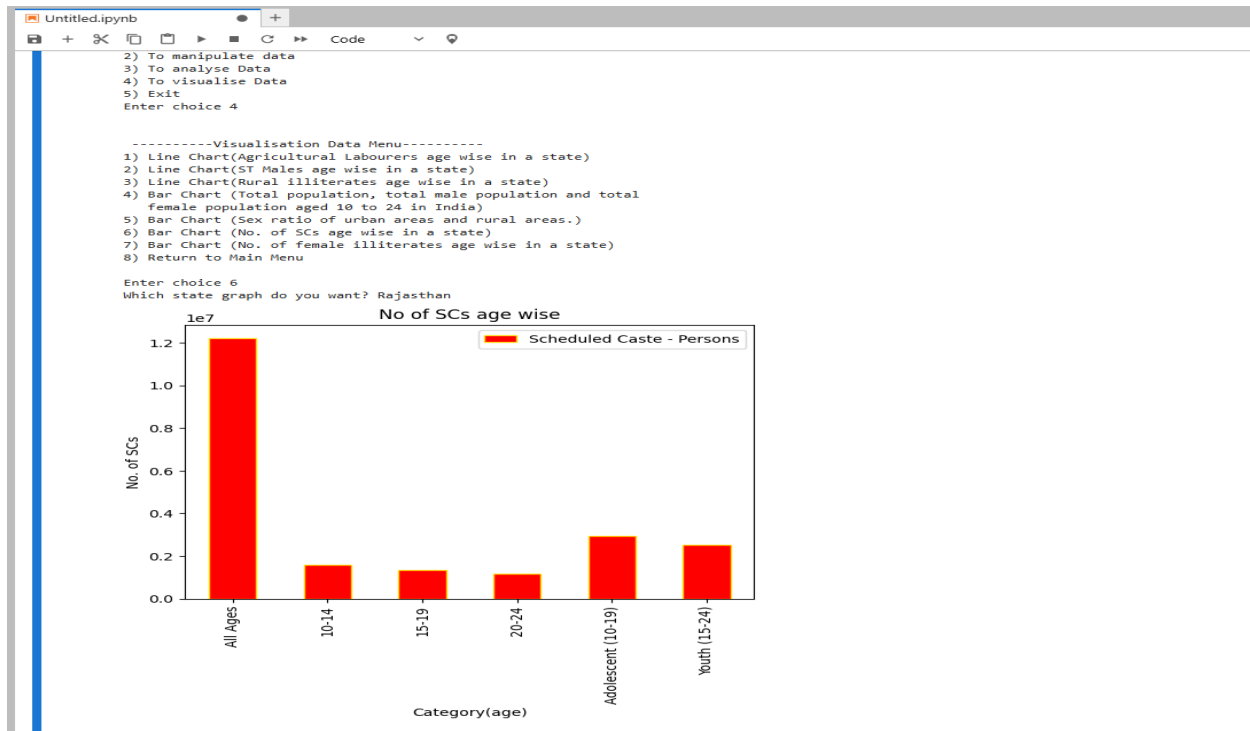 Untitled.ipynb
Code
2) To manipulate data
3) To analyse Data
4) To visualise Data
5) Exit
Enter choice 4
----------Visualisation Data Menu----------
1) Line Chart(Agricultural Labourers age wise in a state)
2) Line Chart(ST Males age wise in a state)
3) Line Chart(Rural illiterates age wise in a state)
4) Bar Chart (Total population, total male population and total
female population aged 10 to 24 in India)
5) Bar Chart (Sex ratio of urban areas and rural areas.)
6) Bar Chart (No. of SCs age wise in a state)
7) Bar Chart (No. of female illiterates age wise in a state)
8) Return to Main Menu
Enter choice 6
Which state graph do you want? Rajasthan
No of SCs age wise
1e7
Scheduled Caste - Persons
1.2
1.0
0.8
0.6
0.4
0.2
0.0
No. of SCs
All Ages
10-14
15-19
20-24
Adolescent (10-19)
Youth (15-24)
Category(age)